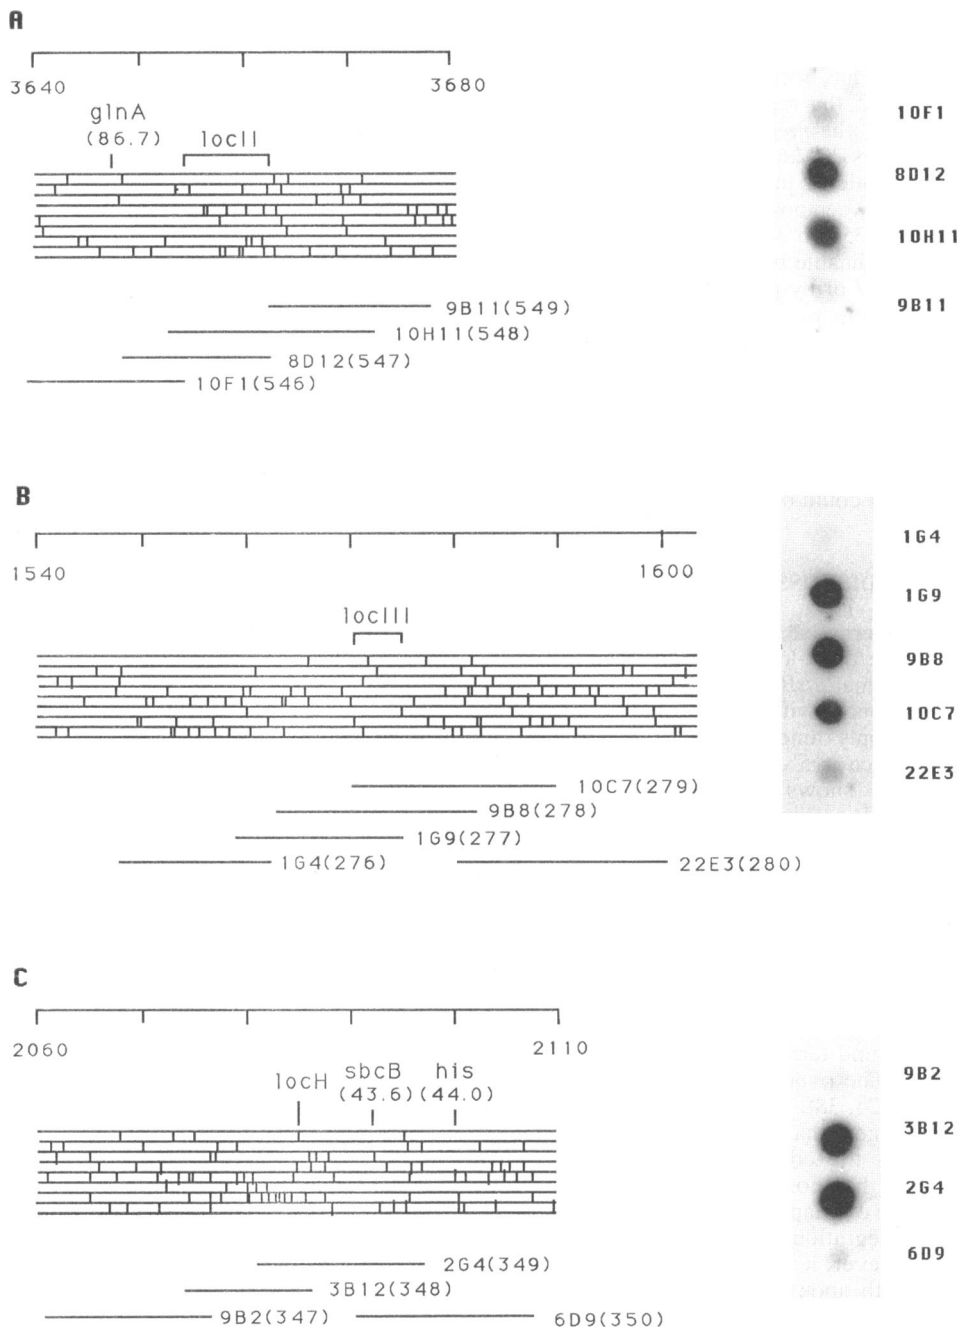 A
3640 3680
glnA
(86.7) locII
9B11(549)
10H11(548)
8D12(547)
10F1(546)
10F1
8D12
10H11
9B11
B
1540 1600
locIII
10C7(279)
9B8(278)
1G9(277)
1G4(276) 22E3(280)
1G4
1G9
9B8
10C7
22E3
C
2060 2110
locH sbcB his
(43.6) (44.0)
2G4(349)
3B12(348)
9B2(347) 6D9(350)
9B2
3B12
2G4
6D9